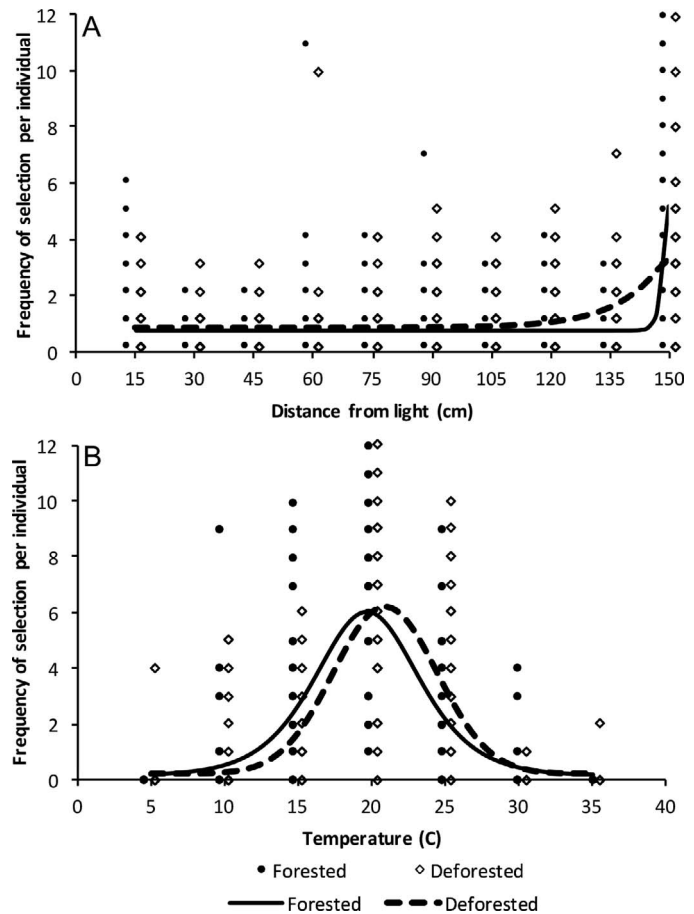 A
Frequency of selection per individual
12
10
8
6
4
2
0
0 15 30 45 60 75 90 105 120 135 150
Distance from light (cm)
B
Frequency of selection per individual
12
10
8
6
4
2
0
0 5 10 15 20 25 30 35 40
Temperature (C)
Forested Deforested
Forested Deforested